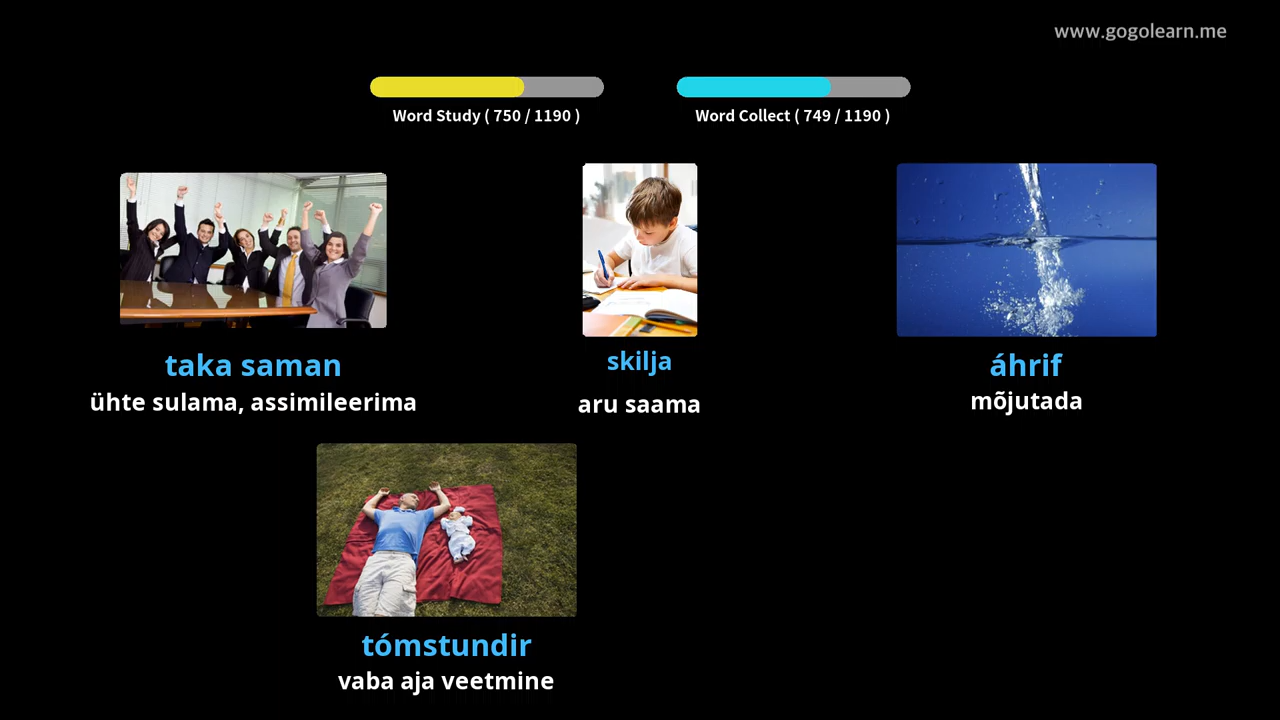 www.gogolearn.me
Word Study ( 750 / 1190 )
Word Collect ( 749 / 1190 )
taka saman
ühte sulama, assimileerima
skilja
aru saama
áhrif
mõjutada
tómstundir
vaba aja veetmine